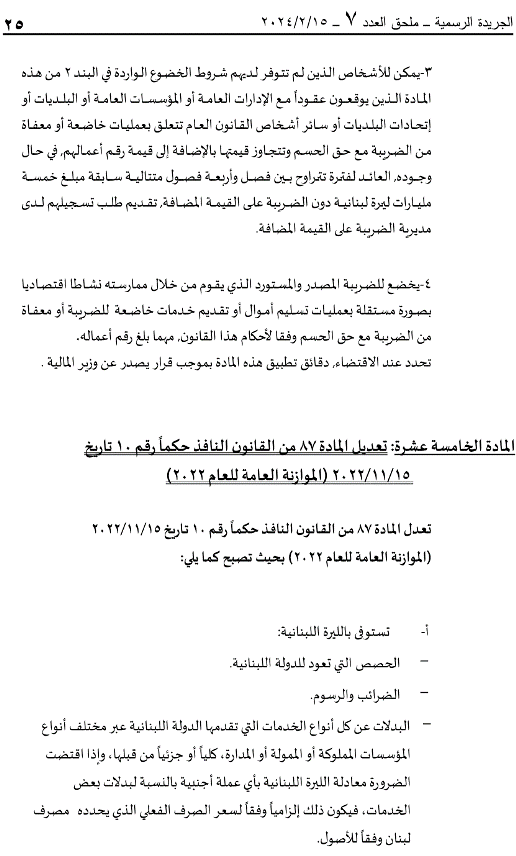 الجريدة الرسمية – ملحق العدد ٧ – ٢٠٢٤/٢/١٥ ٢٥
٣-يمكن للأشخاص الذين لم تتوفر لديهم شروط الخضوع الواردة في البند ٢ من هذه
المادة الذين يوقعون عقوداً مع الإدارات العامة أو المؤسسات العامة أو البلديات أو
إتحادات البلديات أو سائر أشخاص القانون العام تتعلق بعمليات خاضعة أو معفاة
من الضريبة مع حق الحسم وتتجاوز قيمتها بالإضافة إلى قيمة رقم أعمالهم, في حال
وجوده, العائد لفترة تتراوح بين فصل وأربعة فصول متتالية سابقة مبلغ خمسة
مليارات ليرة لبنانية دون الضريبة على القيمة المضافة, تقديم طلب تسجيلهم لدى
مديرية الضريبة على القيمة المضافة.
٤-يخضع للضريبة المصدر والمستورد الذي يقوم من خلال ممارسته نشاطا اقتصاديا
بصورة مستقلة بعمليات تسليم أموال أو تقديم خدمات خاضعة للضريبة أو معفاة
من الضريبة مع حق الحسم وفقا لأحكام هذا القانون, مهما بلغ رقم أعماله.
تحدد عند الاقتضاء, دقائق تطبيق هذه المادة بموجب قرار يصدر عن وزير المالية .
المادة الخامسة عشرة: تعديل المادة ٨٧ من القانون النافذ حكماً رقم ١٠ تاريخ
٢٠٢٢/١١/١٥ (الموازنة العامة للعام ٢٠٢٢)
تعدل المادة ٨٧ من القانون النافذ حكماً رقم ١٠ تاريخ ٢٠٢٢/١١/١٥
(الموازنة العامة للعام ٢٠٢٢) بحيث تصبح كما يلي:
أ- تستوفى بالليرة اللبنانية:
– الحصص التي تعود للدولة اللبنانية.
– الضرائب والرسوم.
– البدلات عن كل أنواع الخدمات التي تقدمها الدولة اللبنانية عبر مختلف أنواع
المؤسسات المملوكة أو الممولة أو المدارة، كلياً أو جزئياً من قبلها، وإذا اقتضت
الضرورة معادلة الليرة اللبنانية بأي عملة أجنبية بالنسبة لبدلات بعض
الخدمات، فيكون ذلك إلزامياً وفقاً لسعر الصرف الفعلي الذي يحدده مصرف
لبنان وفقاً للأصول.